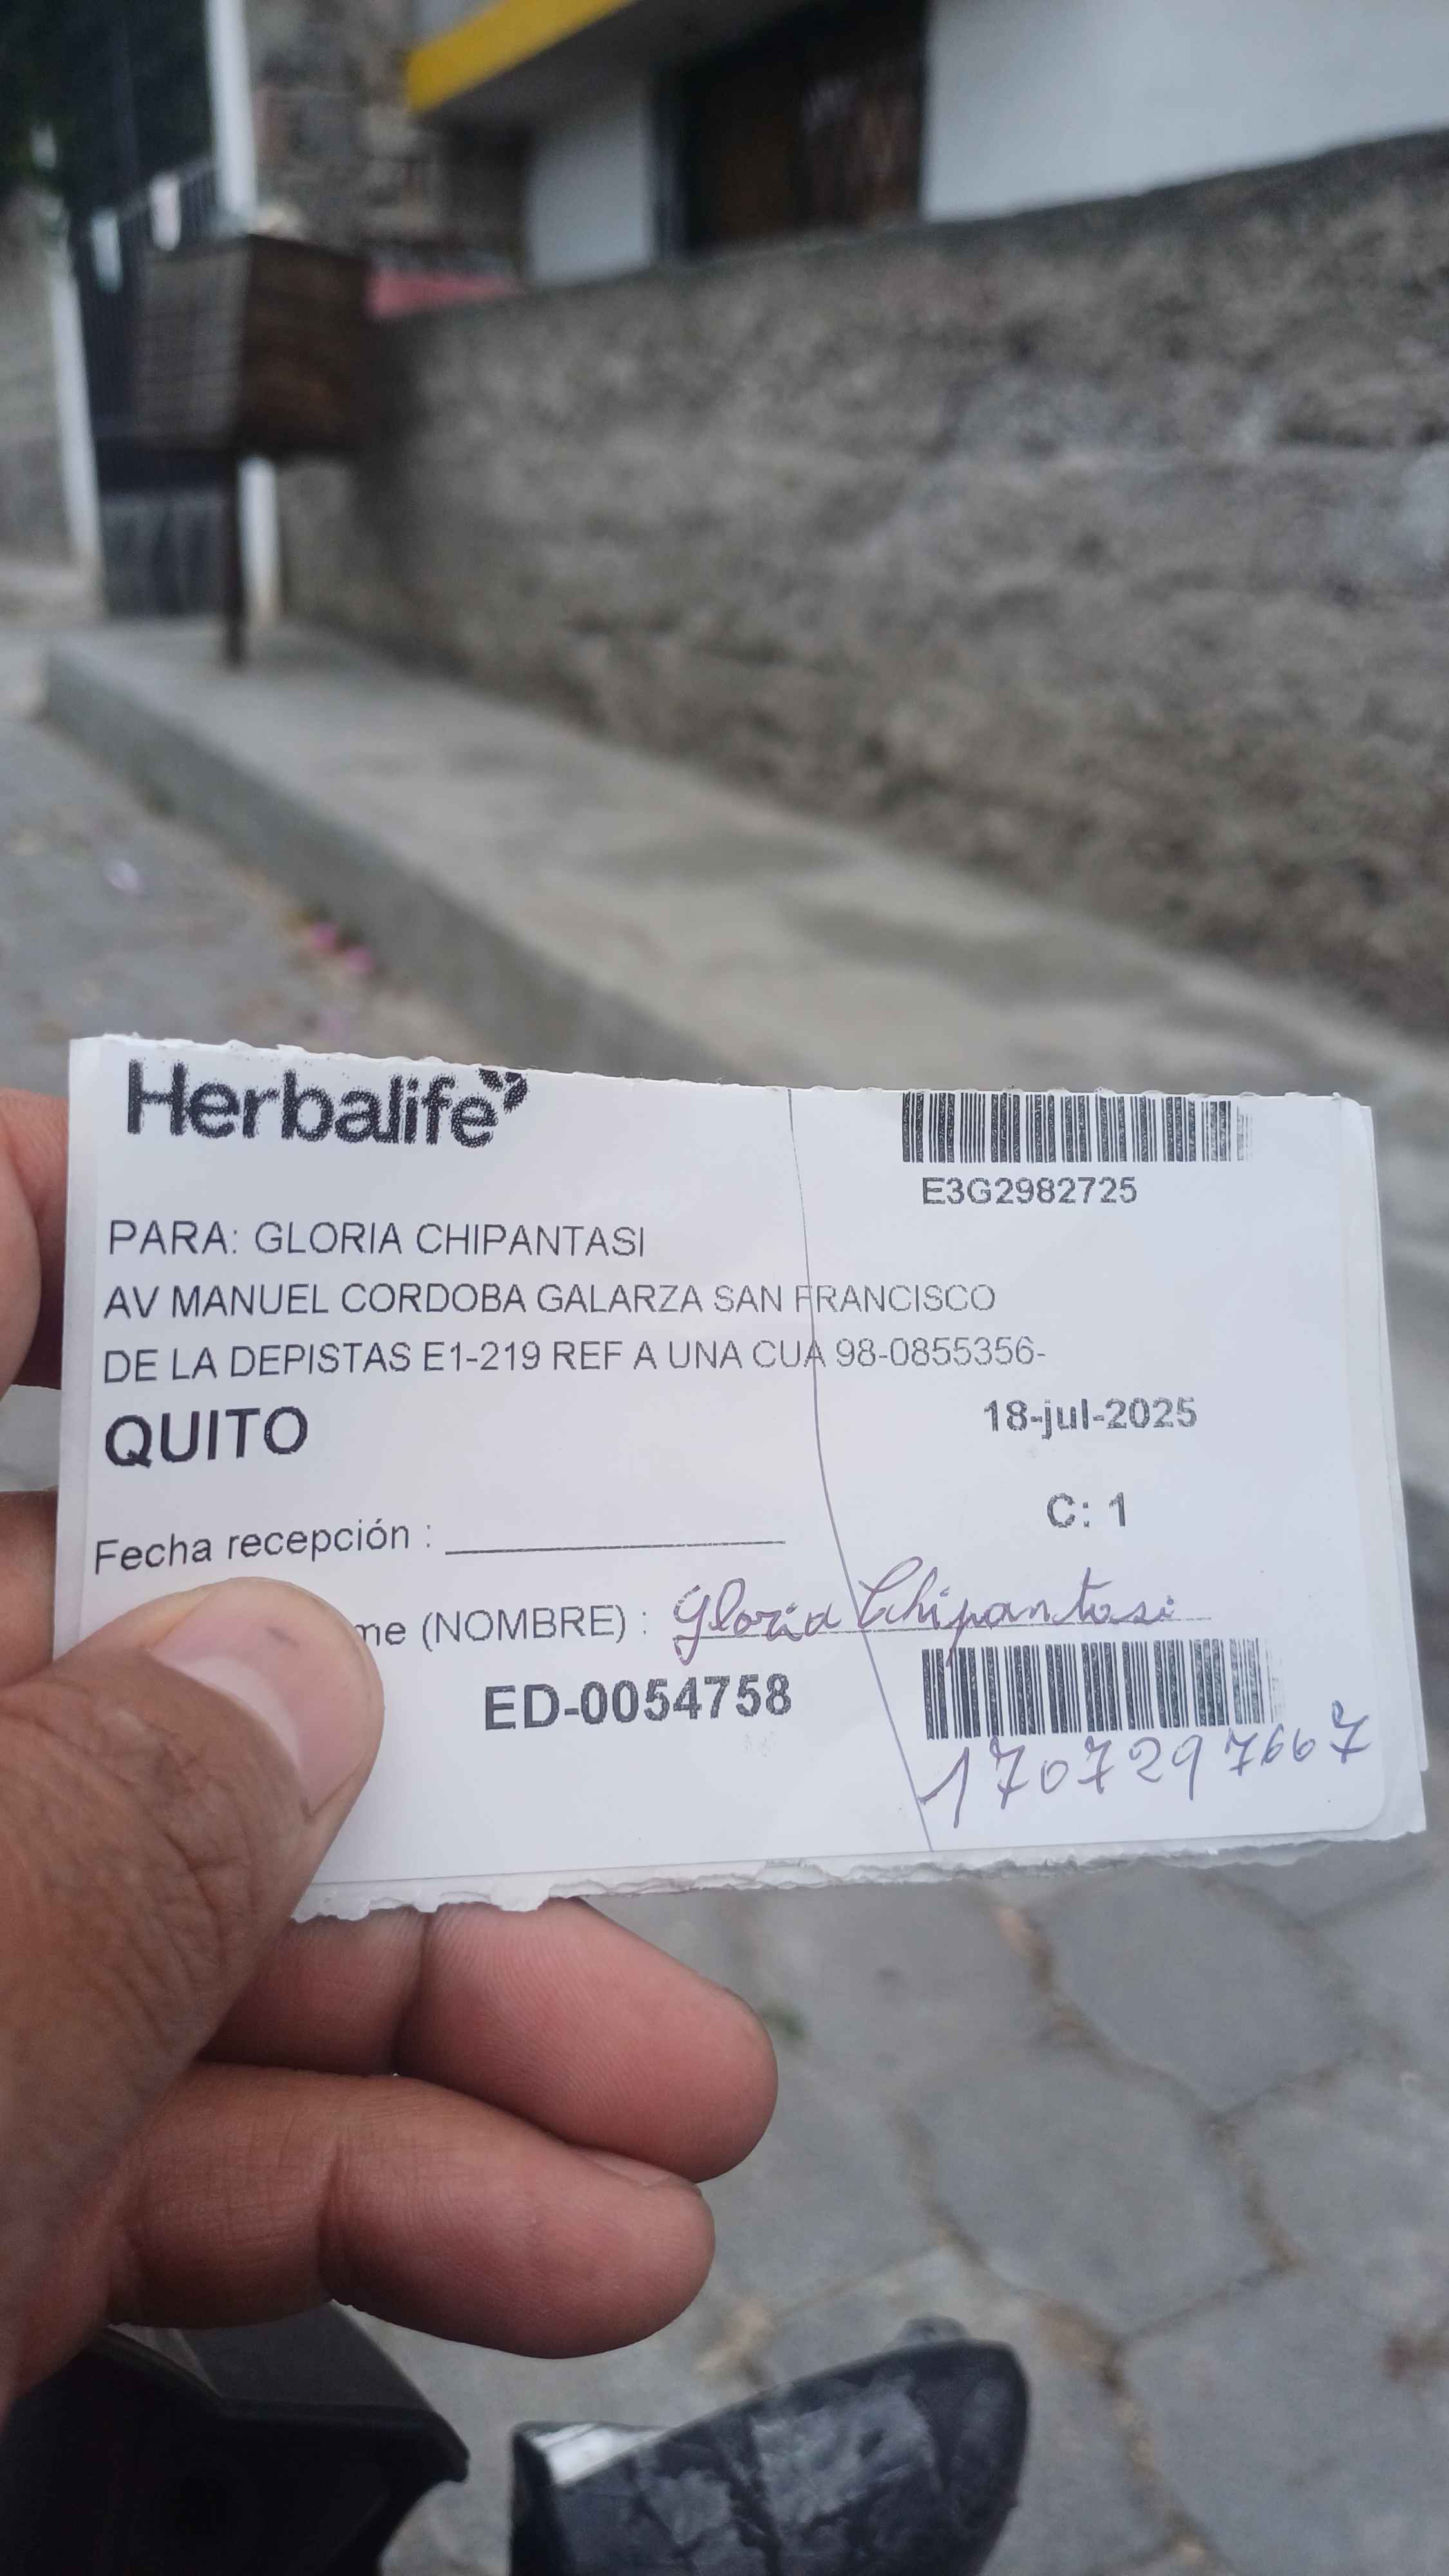 Herbalife
E3G2982725
PARA: GLORIA CHIPANTASI
AV MANUEL CORDOBA GALARZA SAN FRANCISCO
DE LA DEPISTAS E1-219 REF A UNA CUA 98-0855356-
QUITO
18-jul-2025
C: 1
Fecha recepción :
me (NOMBRE) : Gloria Chipantasi
ED-0054758
1707297667